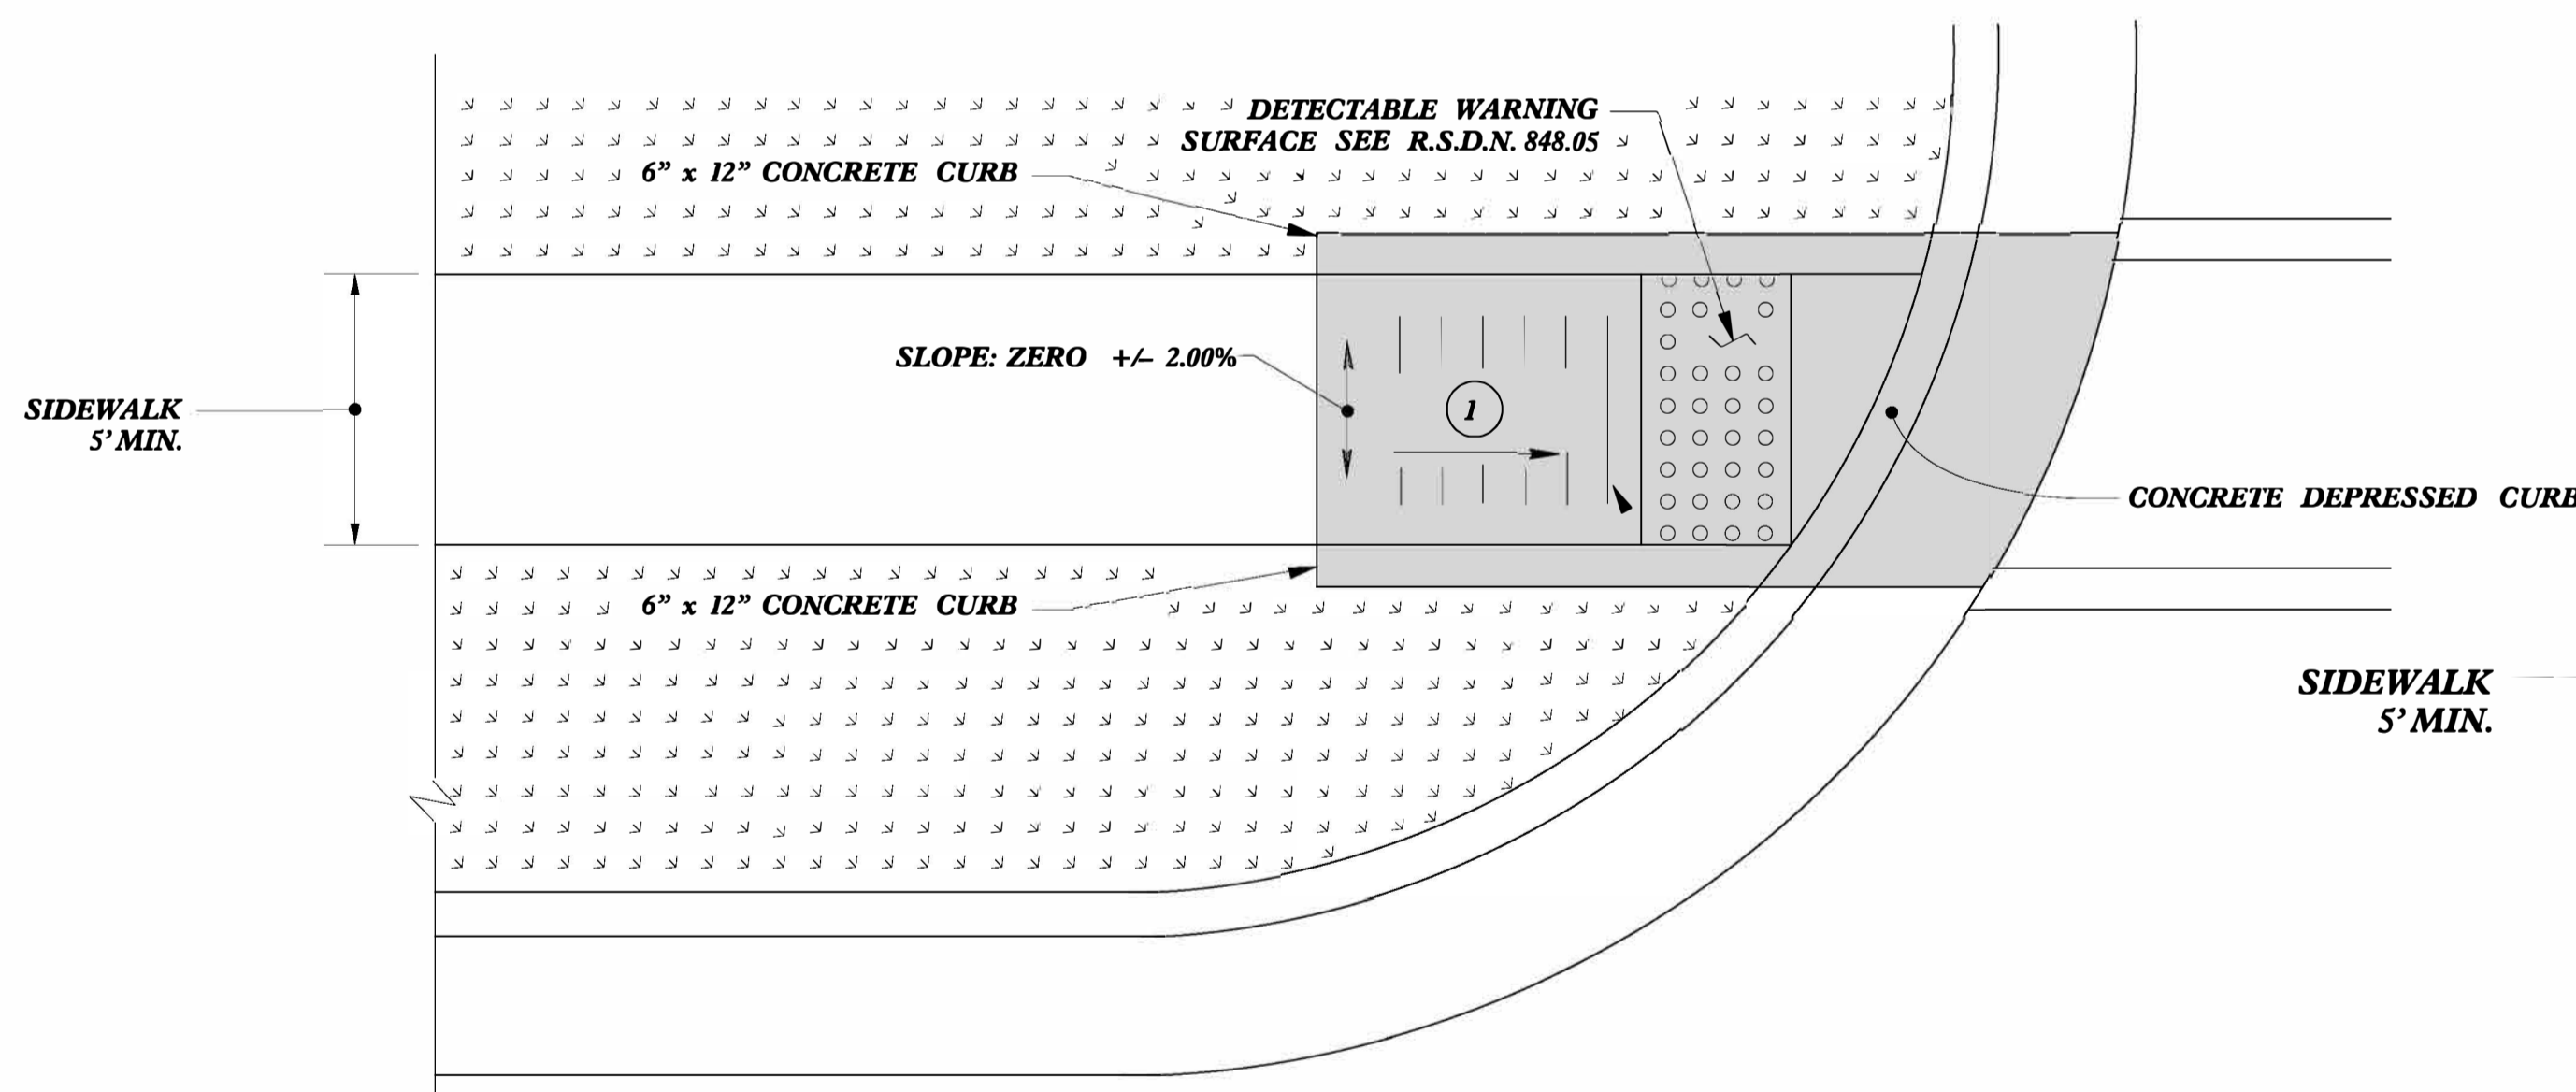 DETECTABLE WARNING
SURFACE SEE R.S.D.N. 848.05
6” x 12” CONCRETE CURB
SLOPE: ZERO +/- 2.00%
SIDEWALK
5’ MIN.
1
CONCRETE DEPRESSED CURB
6” x 12” CONCRETE CURB
SIDEWALK
5’ MIN.